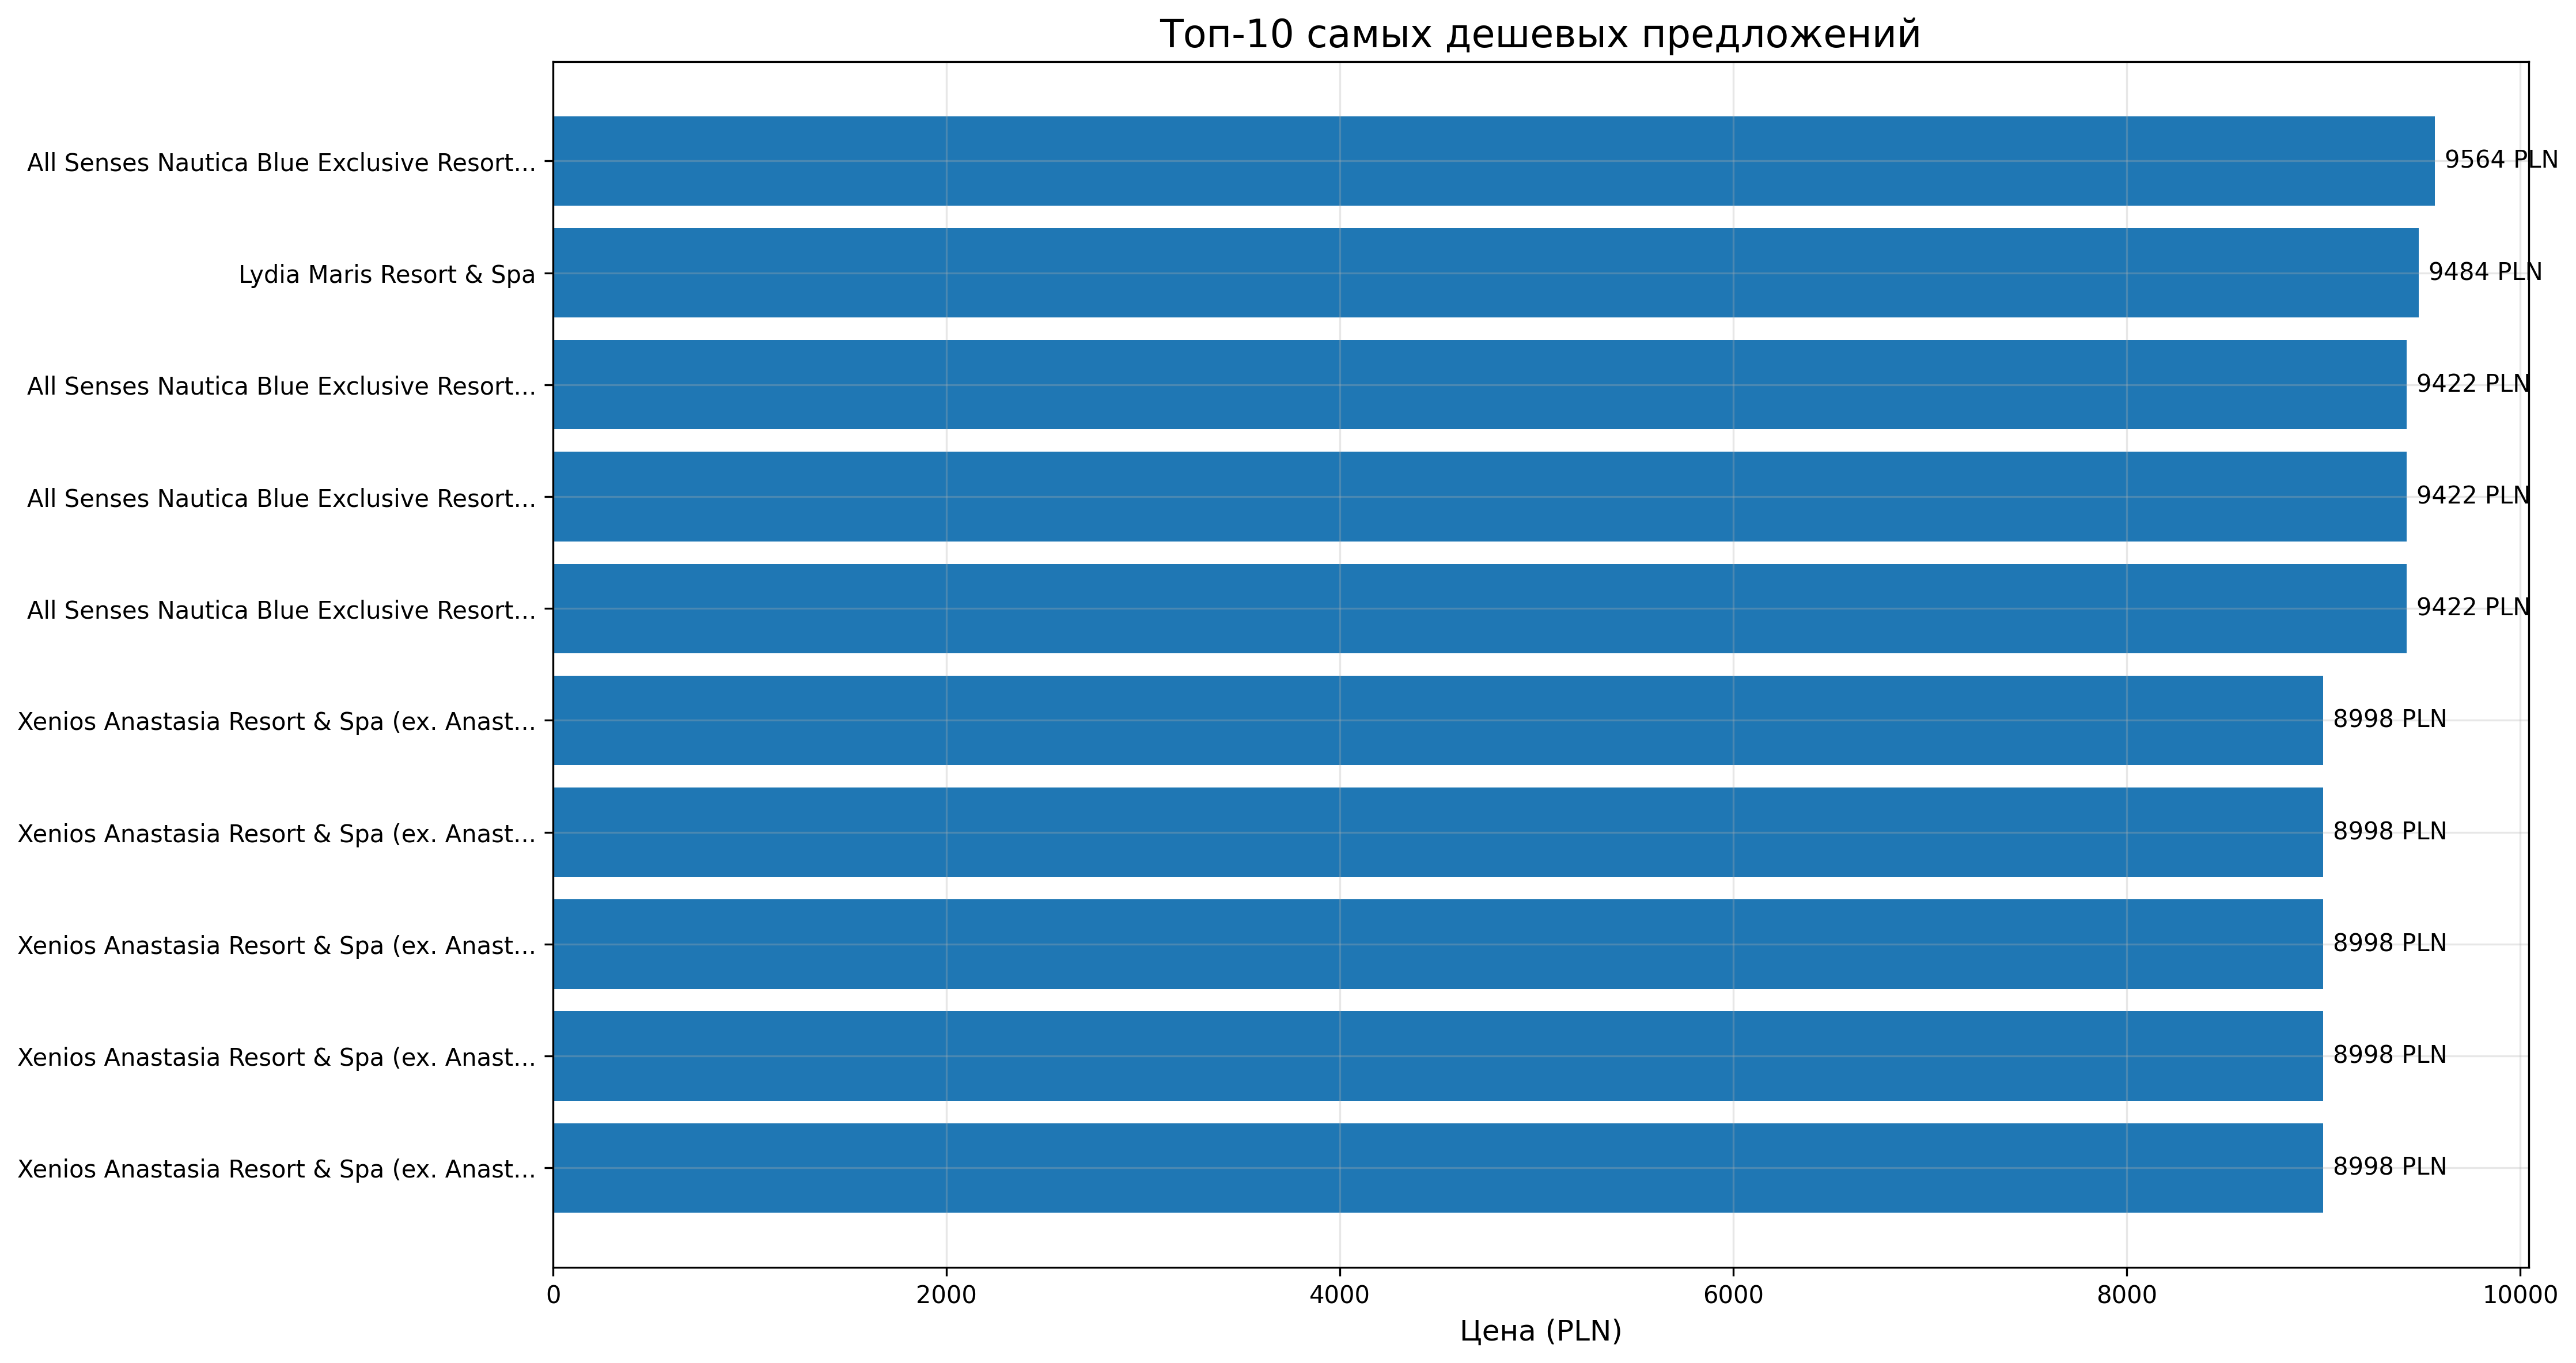 Топ-10 самых дешевых предложений
All Senses Nautica Blue Exclusive Resort... 9564 PLN
Lydia Maris Resort & Spa 9484 PLN
All Senses Nautica Blue Exclusive Resort... 9422 PLN
All Senses Nautica Blue Exclusive Resort... 9422 PLN
All Senses Nautica Blue Exclusive Resort... 9422 PLN
Xenios Anastasia Resort & Spa (ex. Anast... 8998 PLN
Xenios Anastasia Resort & Spa (ex. Anast... 8998 PLN
Xenios Anastasia Resort & Spa (ex. Anast... 8998 PLN
Xenios Anastasia Resort & Spa (ex. Anast... 8998 PLN
Xenios Anastasia Resort & Spa (ex. Anast... 8998 PLN
0 2000 4000 6000 8000 10000
Цена (PLN)